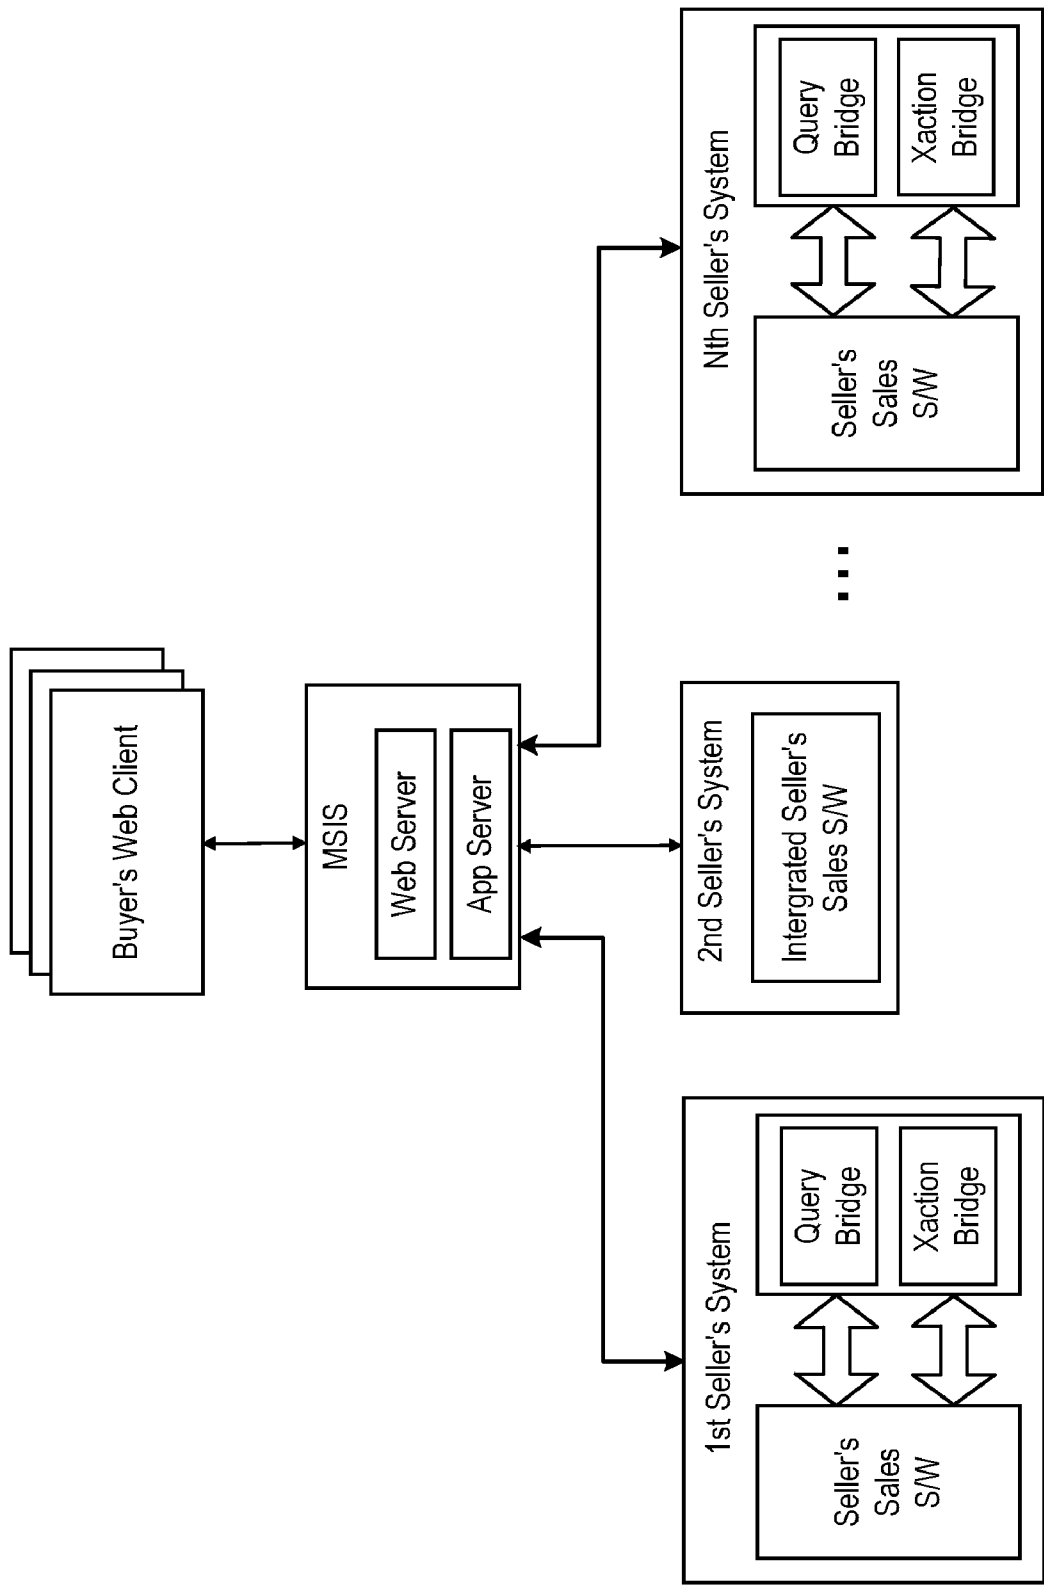 Buyer's Web Client
MSIS
Web Server
App Server
1st Seller's System
Seller's
Sales
S/W
Query
Bridge
Xaction
Bridge
2nd Seller's System
Intergrated Seller's
Sales S/W
...
Nth Seller's System
Seller's
Sales
S/W
Query
Bridge
Xaction
Bridge